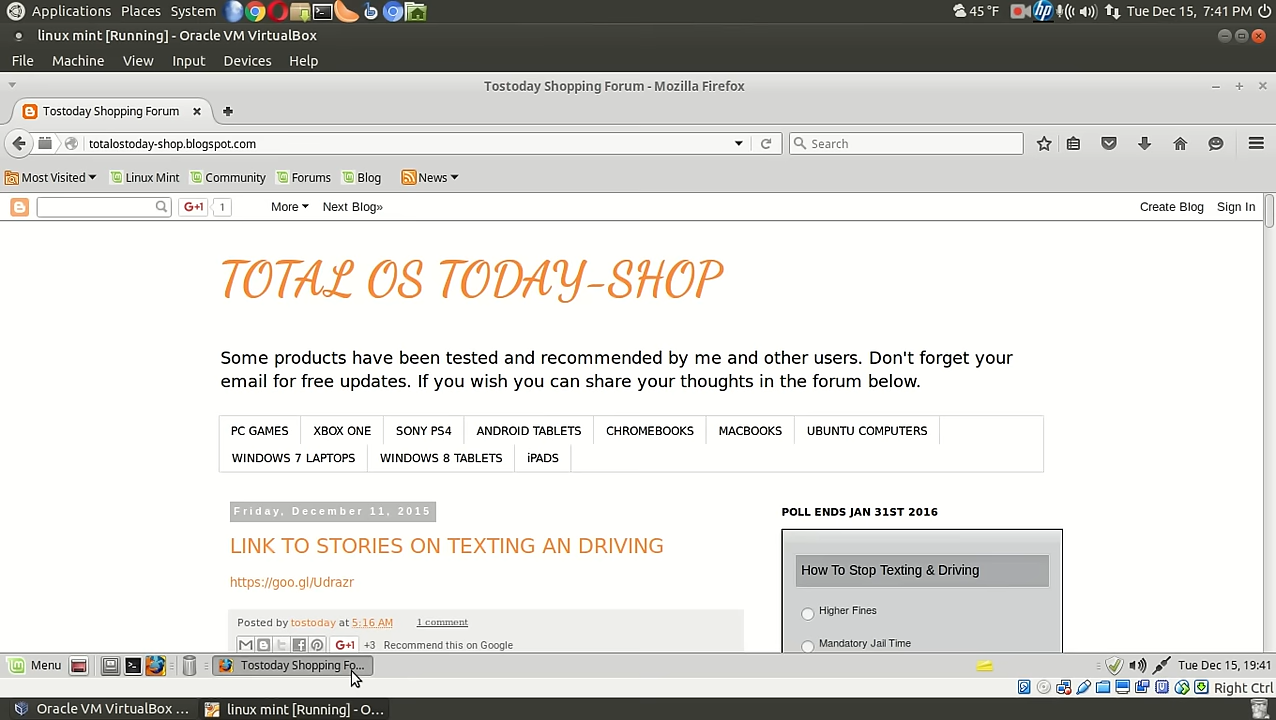 Applications Places System
45 °F
hp
Tue Dec 15, 7:41 PM
linux mint [Running] - Oracle VM VirtualBox
File Machine View Input Devices Help
Tostoday Shopping Forum - Mozilla Firefox
Tostoday Shopping Forum
totalostoday-shop.blogspot.com
Search
Most Visited Linux Mint Community Forums Blog News
G+1 1 More Next Blog» Create Blog Sign In
TOTAL OS TODAY-SHOP
Some products have been tested and recommended by me and other users. Don't forget your
email for free updates. If you wish you can share your thoughts in the forum below.
PC GAMES XBOX ONE SONY PS4 ANDROID TABLETS CHROMEBOOKS MACBOOKS UBUNTU COMPUTERS
WINDOWS 7 LAPTOPS WINDOWS 8 TABLETS iPADS
Friday, December 11, 2015
LINK TO STORIES ON TEXTING AN DRIVING
https://goo.gl/Udrazr
Posted by tostoday at 5:16 AM 1 comment
G+1 +3 Recommend this on Google
POLL ENDS JAN 31ST 2016
How To Stop Texting & Driving
Higher Fines
Mandatory Jail Time
Menu Tostoday Shopping Fo... Tue Dec 15, 19:41
Right Ctrl
Oracle VM VirtualBox ... linux mint [Running] - O...